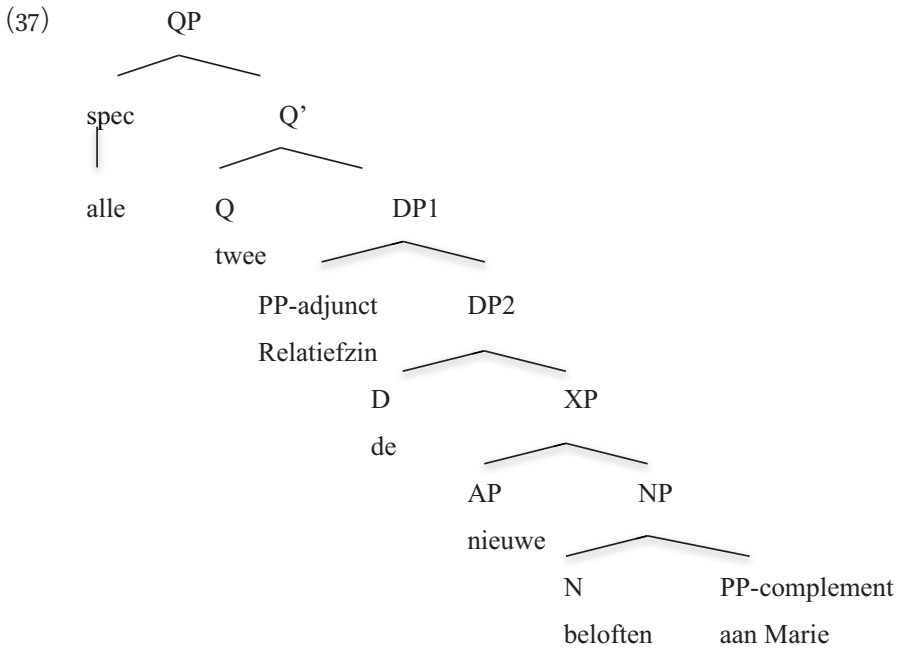 (37) QP
spec Q’
alle Q DP1
twee
PP-adjunct DP2
Relatiefzin
D XP
de
AP NP
nieuwe
N PP-complement
beloften aan Marie